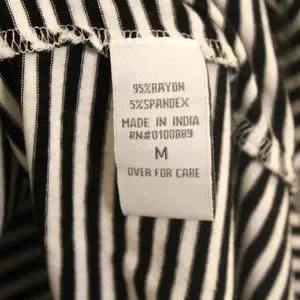 95%RAYON
5%SPANDEX
MADE IN INDIA
RN#0100889
M
OVER FOR CARE